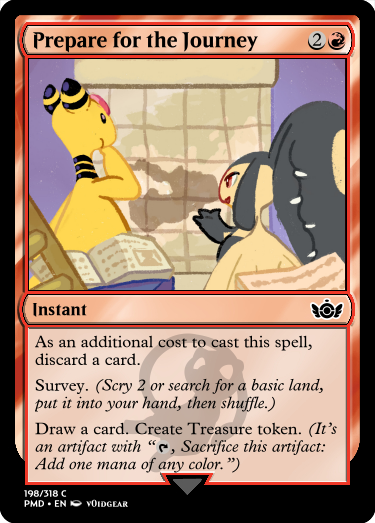 Prepare for the Journey 2
Instant
As an additional cost to cast this spell,
discard a card.
Survey. (Scry 2 or search for a basic land,
put it into your hand, then shuffle.)
Draw a card. Create Treasure token. (It's
an artifact with “, Sacrifice this artifact:
Add one mana of any color.”)
198/318 C
PMD • EN V0IDGEAR